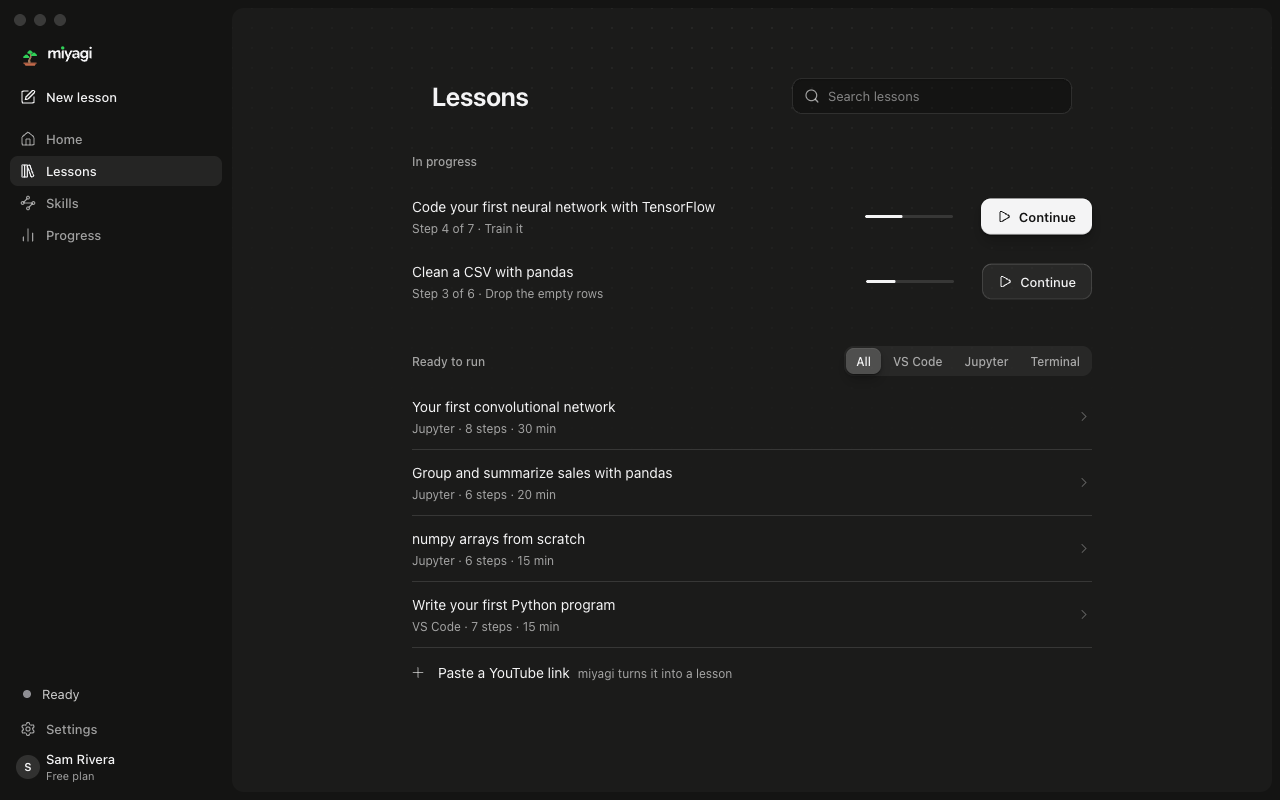 miyagi
New lesson
Home
Lessons
Skills
Progress
Ready
Settings
S
Sam Rivera
Free plan
Lessons
Search lessons
In progress
Code your first neural network with TensorFlow
Step 4 of 7 · Train it
Continue
Clean a CSV with pandas
Step 3 of 6 · Drop the empty rows
Continue
Ready to run
All VS Code Jupyter Terminal
Your first convolutional network
Jupyter · 8 steps · 30 min
Group and summarize sales with pandas
Jupyter · 6 steps · 20 min
numpy arrays from scratch
Jupyter · 6 steps · 15 min
Write your first Python program
VS Code · 7 steps · 15 min
Paste a YouTube link miyagi turns it into a lesson